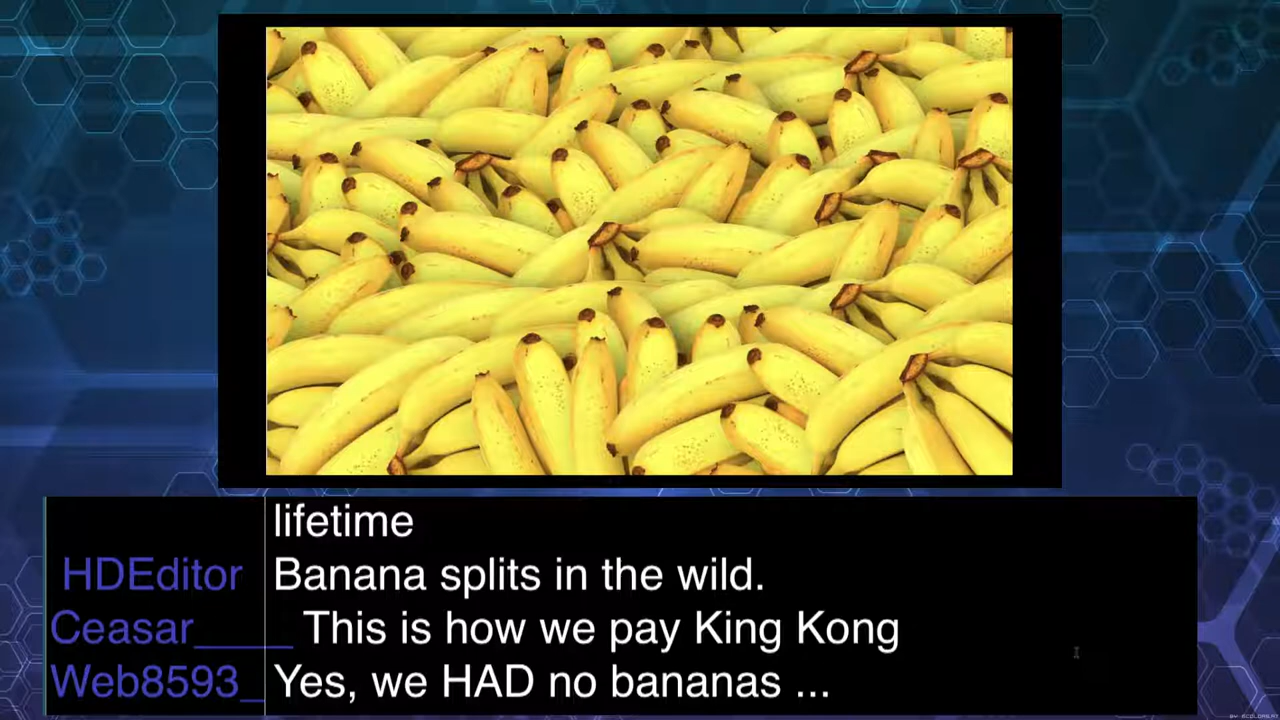 lifetime
HDEditor Banana splits in the wild.
Ceasar____ This is how we pay King Kong
Web8593_ Yes, we HAD no bananas ...